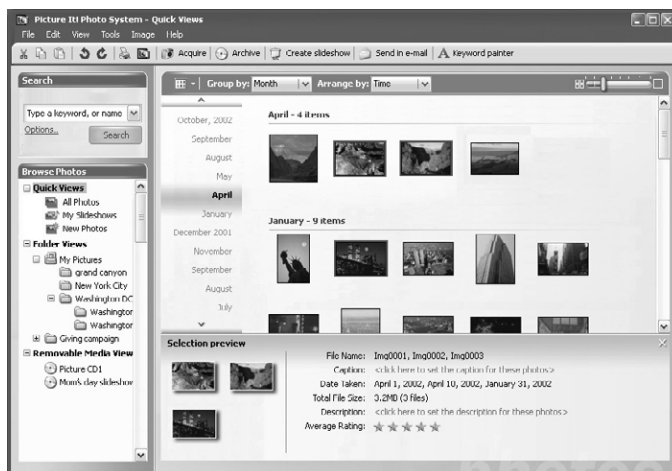 Picture It! Photo System - Quick Views
File Edit View Tools Image Help
Acquire Archive Create slideshow Send in e-mail Keyword painter
Search
Type a keyword, or name
Options...
Search
Browse Photos
Quick Views
All Photos
My Slideshows
New Photos
Folder Views
My Pictures
grand canyon
New York City
Washington DC
Washington
Washington
Giving campaign
Removable Media View
Picture CD1
Mom's day slideshow
Group by: Month Arrange by: Time
October, 2002
September
August
May
April
January
December 2001
November
September
August
July
April - 4 items
January - 9 items
Selection preview
File Name: Img0001, Img0002, Img0003
Caption: <click here to set the caption for these photos>
Date Taken: April 1, 2002, April 10, 2002, January 31, 2002
Total File Size: 3.2MB (3 files)
Description: <click here to set the description for these photos>
Average Rating:
photos